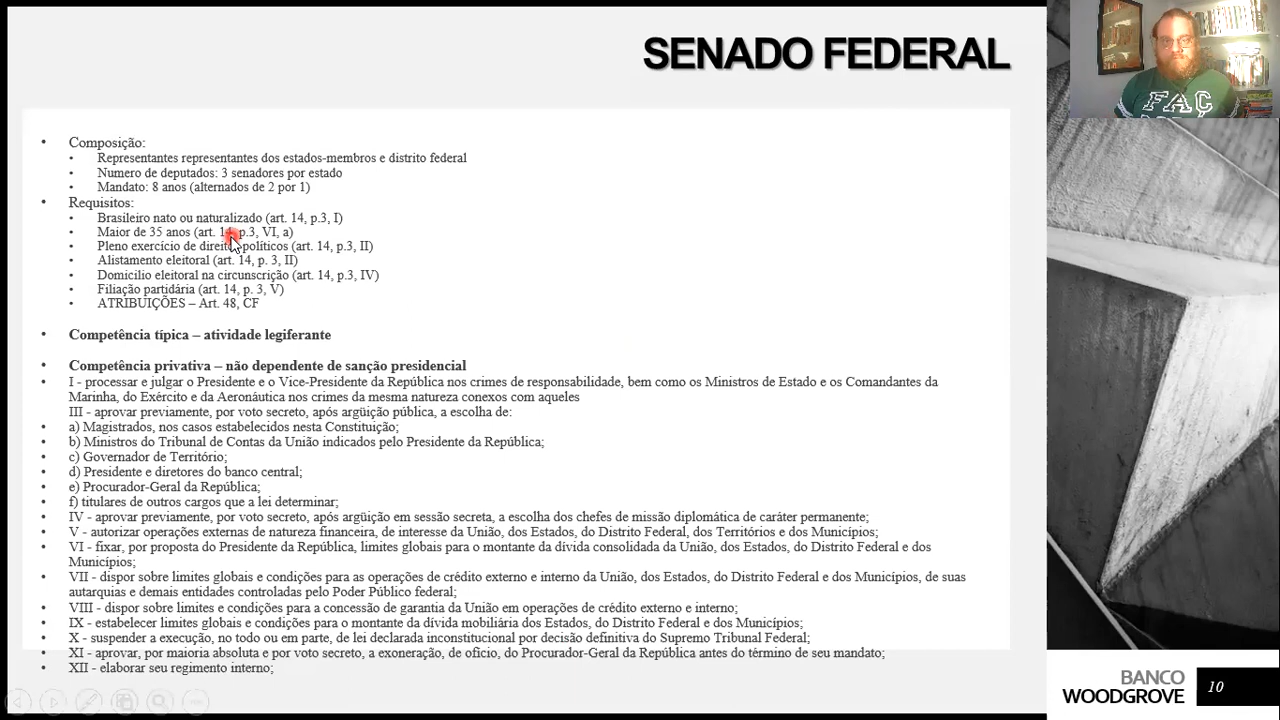 SENADO FEDERAL
FAÇ
• Composição:
• Representantes representantes dos estados-membros e distrito federal
• Numero de deputados: 3 senadores por estado
• Mandato: 8 anos (alternados de 2 por 1)
• Requisitos:
• Brasileiro nato ou naturalizado (art. 14, p.3, I)
• Maior de 35 anos (art. 14, p.3, VI, a)
• Pleno exercício de direitos políticos (art. 14, p.3, II)
• Alistamento eleitoral (art. 14, p. 3, II)
• Domicilio eleitoral na circunscrição (art. 14, p.3, IV)
• Filiação partidária (art. 14, p. 3, V)
• ATRIBUIÇÕES – Art. 48, CF
• Competência típica – atividade legiferante
• Competência privativa – não dependente de sanção presidencial
• I - processar e julgar o Presidente e o Vice-Presidente da República nos crimes de responsabilidade, bem como os Ministros de Estado e os Comandantes da
Marinha, do Exército e da Aeronáutica nos crimes da mesma natureza conexos com aqueles
III - aprovar previamente, por voto secreto, após argüição pública, a escolha de:
• a) Magistrados, nos casos estabelecidos nesta Constituição;
• b) Ministros do Tribunal de Contas da União indicados pelo Presidente da República;
• c) Governador de Território;
• d) Presidente e diretores do banco central;
• e) Procurador-Geral da República;
• f) titulares de outros cargos que a lei determinar;
• IV - aprovar previamente, por voto secreto, após argüição em sessão secreta, a escolha dos chefes de missão diplomática de caráter permanente;
• V - autorizar operações externas de natureza financeira, de interesse da União, dos Estados, do Distrito Federal, dos Territórios e dos Municípios;
• VI - fixar, por proposta do Presidente da República, limites globais para o montante da dívida consolidada da União, dos Estados, do Distrito Federal e dos
Municípios;
• VII - dispor sobre limites globais e condições para as operações de crédito externo e interno da União, dos Estados, do Distrito Federal e dos Municípios, de suas
autarquias e demais entidades controladas pelo Poder Público federal;
• VIII - dispor sobre limites e condições para a concessão de garantia da União em operações de crédito externo e interno;
• IX - estabelecer limites globais e condições para o montante da dívida mobiliária dos Estados, do Distrito Federal e dos Municípios;
• X - suspender a execução, no todo ou em parte, de lei declarada inconstitucional por decisão definitiva do Supremo Tribunal Federal;
• XI - aprovar, por maioria absoluta e por voto secreto, a exoneração, de ofício, do Procurador-Geral da República antes do término de seu mandato;
• XII - elaborar seu regimento interno;
BANCO
WOODGROVE
10